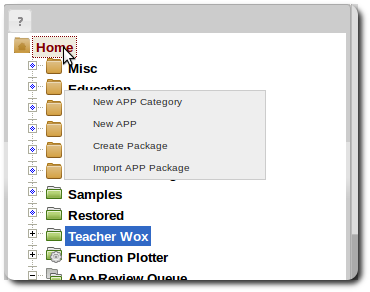 ?
Home
Misc
Education
New APP Category
New APP
Create Package
Import APP Package
Samples
Restored
Teacher Wox
Function Plotter
App Review Queue